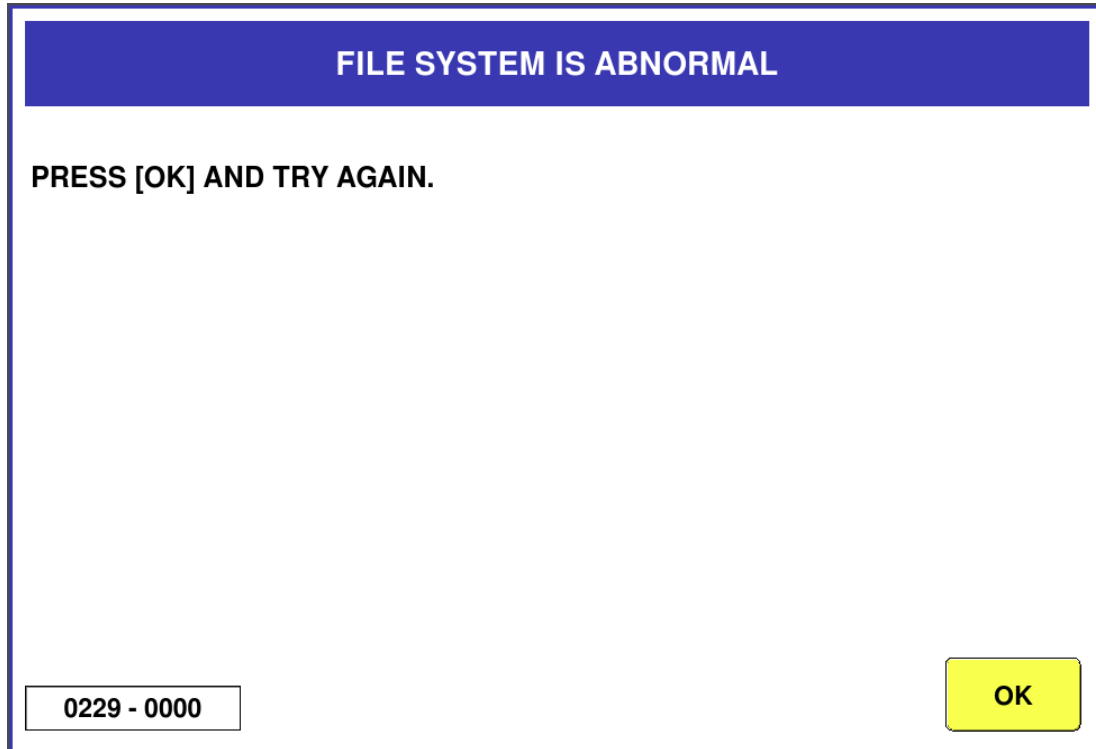 FILE SYSTEM IS ABNORMAL
PRESS [OK] AND TRY AGAIN.
0229 - 0000
OK